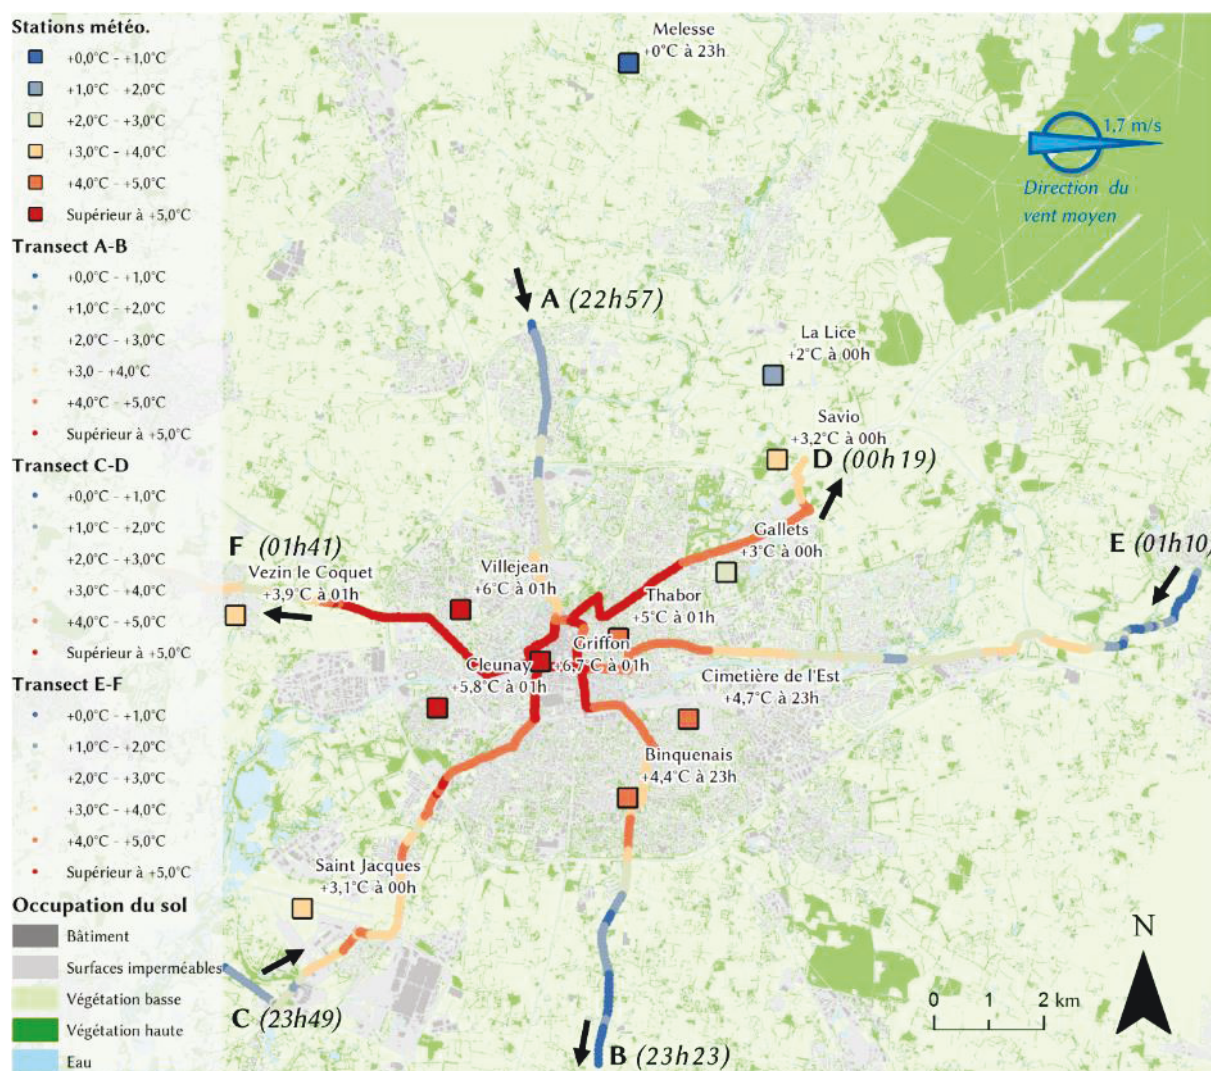 Stations météo.
+0,0°C - +1,0°C
+1,0°C - +2,0°C
+2,0°C - +3,0°C
+3,0°C - +4,0°C
+4,0°C - +5,0°C
Supérieur à +5,0°C
Transect A-B
+0,0°C - +1,0°C
+1,0°C - +2,0°C
+2,0°C - +3,0°C
+3,0 - +4,0°C
+4,0°C - +5,0°C
Supérieur à +5,0°C
Transect C-D
+0,0°C - +1,0°C
+1,0°C - +2,0°C
+2,0°C - +3,0°C
+3,0°C - +4,0°C
+4,0°C - +5,0°C
Supérieur à +5,0°C
Transect E-F
+0,0°C - +1,0°C
+1,0°C - +2,0°C
+2,0°C - +3,0°C
+3,0°C - +4,0°C
+4,0°C - +5,0°C
Supérieur à +5,0°C
Occupation du sol
Bâtiment
Surfaces imperméables
Végétation basse
Végétation haute
Eau
Melesse
+0°C à 23h
1,7 m/s
Direction du
vent moyen
A (22h57)
La Lice
+2°C à 00h
Savio
+3,2°C à 00h
D (00h19)
Gallets
+3°C à 00h
E (01h10)
F (01h41)
Vezin le Coquet
+3,9°C à 01h
Villejean
+6°C à 01h
Thabor
+5°C à 01h
Griffon
+6,7°C à 01h
Cleunay
+5,8°C à 01h
Cimetière de l'Est
+4,7°C à 23h
Binquenais
+4,4°C à 23h
Saint Jacques
+3,1°C à 00h
C (23h49)
B (23h23)
N
0 1 2 km